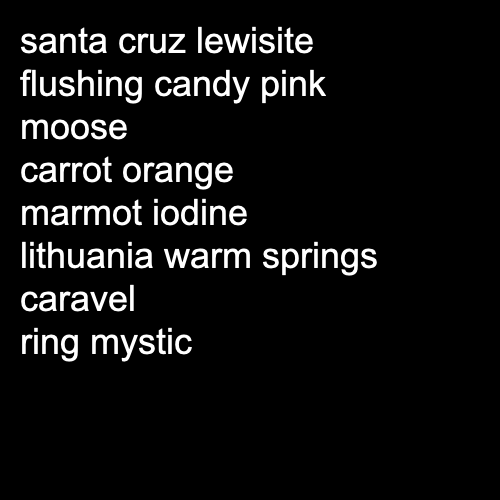 santa cruz lewisite
flushing candy pink
moose
carrot orange
marmot iodine
lithuania warm springs
caravel
ring mystic